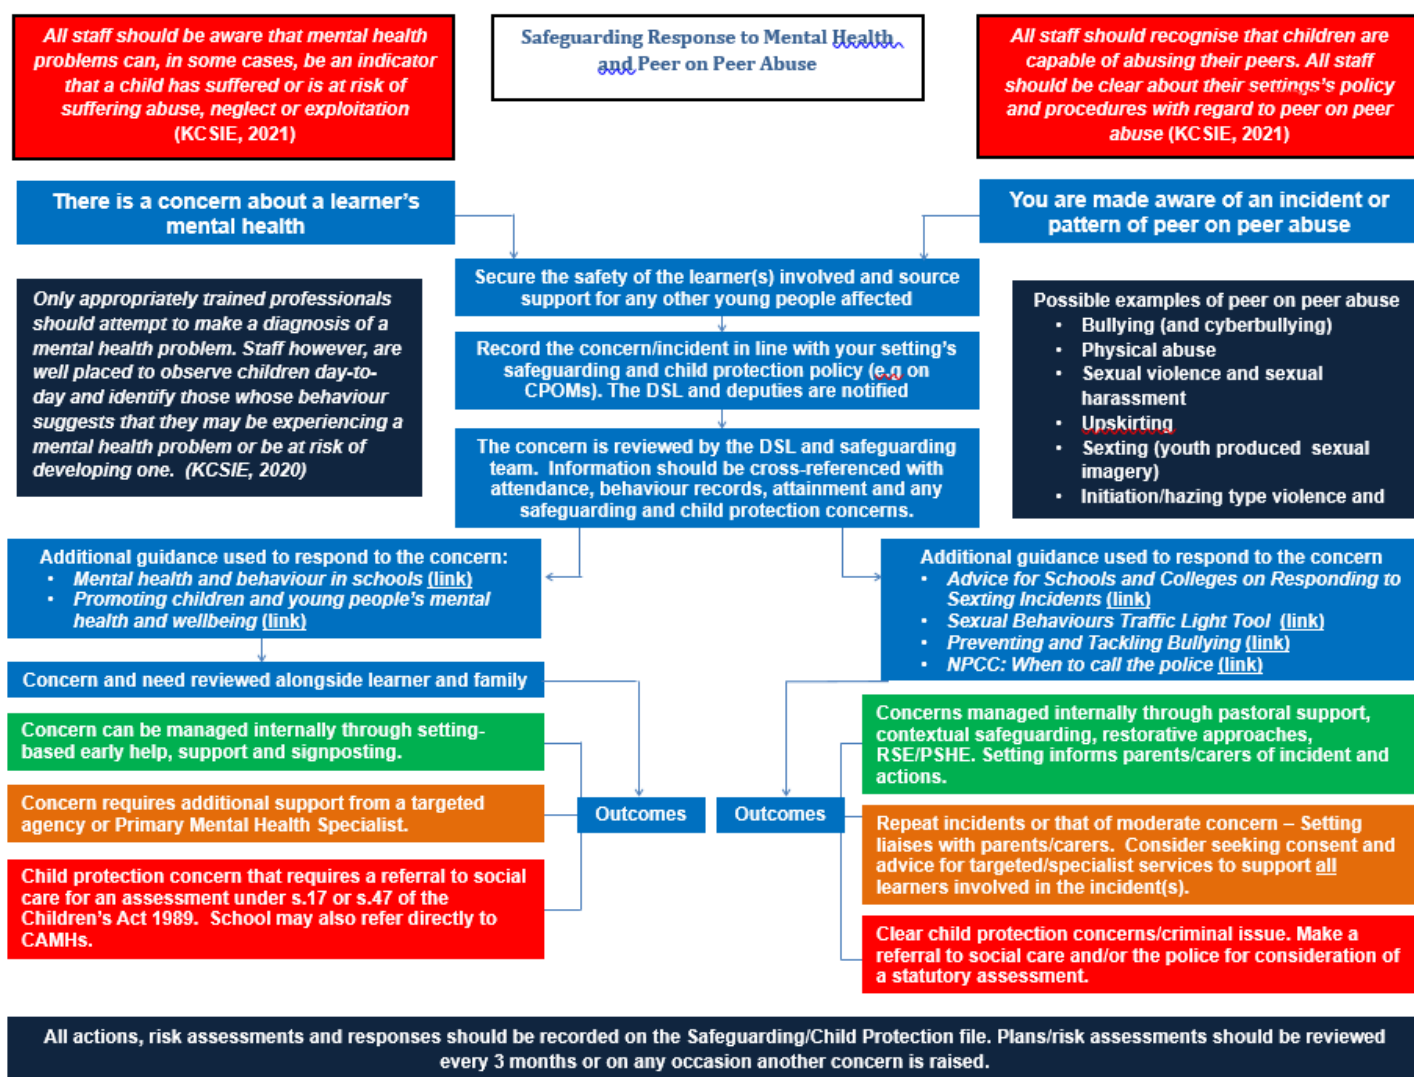 All staff should be aware that mental health
problems can, in some cases, be an indicator
that a child has suffered or is at risk of
suffering abuse, neglect or exploitation
(KCSIE, 2021)
Safeguarding Response to Mental Health
and Peer on Peer Abuse
All staff should recognise that children are
capable of abusing their peers. All staff
should be clear about their settings's policy
and procedures with regard to peer on peer
abuse (KCSIE, 2021)
There is a concern about a learner's
mental health
You are made aware of an incident or
pattern of peer on peer abuse
Secure the safety of the learner(s) involved and source
support for any other young people affected
Only appropriately trained professionals
should attempt to make a diagnosis of a
mental health problem. Staff however, are
well placed to observe children day-to-
day and identify those whose behaviour
suggests that they may be experiencing a
mental health problem or be at risk of
developing one. (KCSIE, 2020)
Record the concern/incident in line with your setting's
safeguarding and child protection policy (e.g on
CPOMs). The DSL and deputies are notified
Possible examples of peer on peer abuse
• Bullying (and cyberbullying)
• Physical abuse
• Sexual violence and sexual
harassment
• Upskirting
• Sexting (youth produced sexual
imagery)
• Initiation/hazing type violence and
The concern is reviewed by the DSL and safeguarding
team. Information should be cross-referenced with
attendance, behaviour records, attainment and any
safeguarding and child protection concerns.
Additional guidance used to respond to the concern:
• Mental health and behaviour in schools (link)
• Promoting children and young people's mental
health and wellbeing (link)
Additional guidance used to respond to the concern
• Advice for Schools and Colleges on Responding to
Sexting Incidents (link)
• Sexual Behaviours Traffic Light Tool (link)
• Preventing and Tackling Bullying (link)
• NPCC: When to call the police (link)
Concern and need reviewed alongside learner and family
Concern can be managed internally through setting-
based early help, support and signposting.
Concern requires additional support from a targeted
agency or Primary Mental Health Specialist.
Child protection concern that requires a referral to social
care for an assessment under s.17 or s.47 of the
Children's Act 1989. School may also refer directly to
CAMHs.
Outcomes
Outcomes
Concerns managed internally through pastoral support,
contextual safeguarding, restorative approaches,
RSE/PSHE. Setting informs parents/carers of incident and
actions.
Repeat incidents or that of moderate concern – Setting
liaises with parents/carers. Consider seeking consent and
advice for targeted/specialist services to support all
learners involved in the incident(s).
Clear child protection concerns/criminal issue. Make a
referral to social care and/or the police for consideration of
a statutory assessment.
All actions, risk assessments and responses should be recorded on the Safeguarding/Child Protection file. Plans/risk assessments should be reviewed
every 3 months or on any occasion another concern is raised.